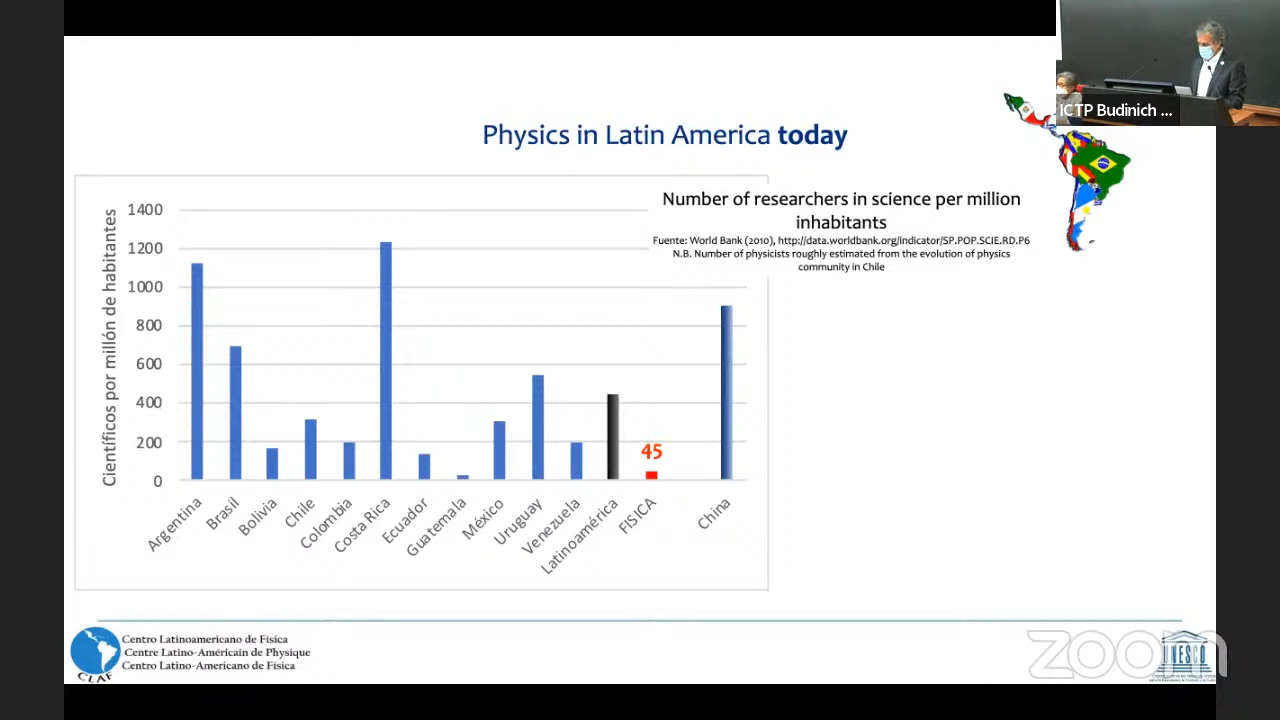 ICTP Budinich ...
Physics in Latin America today
Number of researchers in science per million
inhabitants
Fuente: World Bank (2010), http://data.worldbank.org/indicator/SP.POP.SCIE.RD.P6
N.B. Number of physicists roughly estimated from the evolution of physics
community in Chile
Científicos por millón de habitantes
1400
1200
1000
800
600
400
200
0
45
Argentina
Brasil
Bolivia
Chile
Colombia
Costa Rica
Ecuador
Guatemala
México
Uruguay
Venezuela
Latinoamérica
FISICA
China
Centro Latinoamericano de Física
Centre Latino-Américain de Physique
Centro Latino-Americano de Física
CLAF
zoom
UNESCO